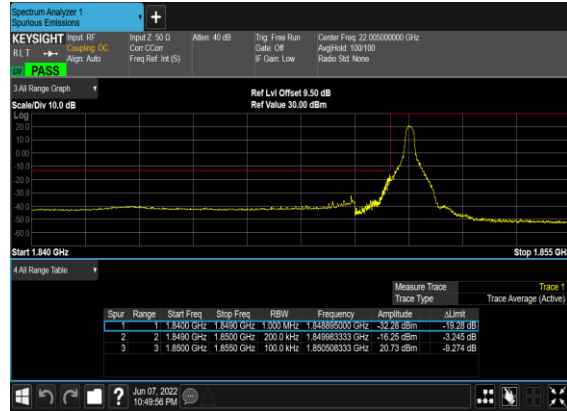 Spectrum Analyzer 1
Spurious Emissions
+
KEYSIGHT Input: RF Input Z: 50 Ω Atten: 40 dB Trig: Free Run Center Freq: 22.005000000 GHz
RLT Coupling: DC Corr CCorr Gate: Off Avg|Hold: 100/100
Align: Auto Freq Ref: Int (S) IF Gain: Low Radio Std: None
PASS
3 All Range Graph
Ref Lvl Offset 9.50 dB
Scale/Div 10.0 dB Ref Value 30.00 dBm
Log
20.0
10.0
0.00
-10.0
-20.0
-30.0
-40.0
-50.0
-60.0
Start 1.840 GHz Stop 1.855 GH
4 All Range Table
Measure Trace Trace 1
Trace Type Trace Average (Active)
Spur Range Start Freq Stop Freq RBW Frequency Amplitude ΔLimit
1 1 1.8400 GHz 1.8490 GHz 1.000 MHz 1.848895000 GHz -32.28 dBm -19.28 dB
2 2 1.8490 GHz 1.8500 GHz 200.0 kHz 1.849983333 GHz -16.25 dBm -3.245 dB
3 3 1.8500 GHz 1.8550 GHz 100.0 kHz 1.850508333 GHz 20.73 dBm -9.274 dB
? Jun 07, 2022
10:49:56 PM